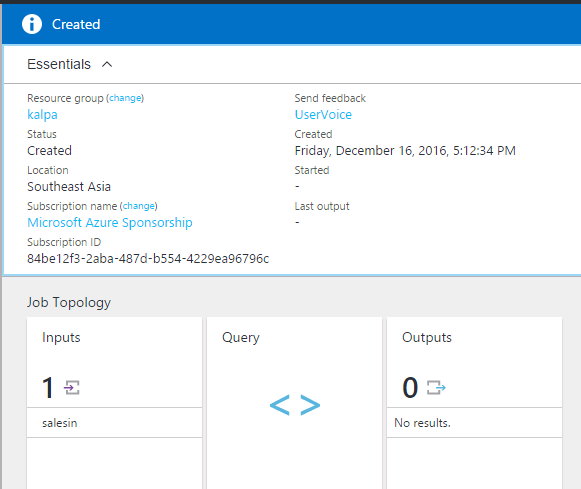 Created
Essentials
Resource group (change)
kalpa
Status
Created
Location
Southeast Asia
Subscription name (change)
Microsoft Azure Sponsorship
Subscription ID
84be12f3-2aba-487d-b554-4229ea96796c
Send feedback
UserVoice
Created
Friday, December 16, 2016, 5:12:34 PM
Started
-
Last output
-
Job Topology
Inputs
1
salesin
Query
< >
Outputs
0
No results.